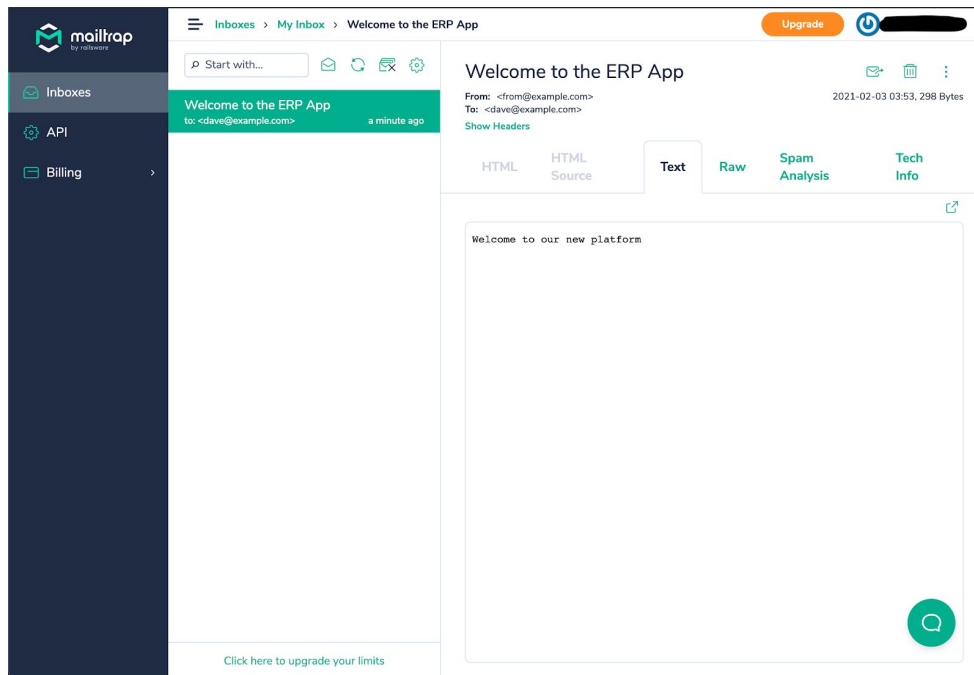 mailtrap
by railsware
Inboxes
API
Billing
Inboxes > My Inbox > Welcome to the ERP App
Upgrade
Start with...
Welcome to the ERP App
to: <dave@example.com> a minute ago
Click here to upgrade your limits
Welcome to the ERP App
From: <from@example.com>
To: <dave@example.com>
Show Headers
2021-02-03 03:53, 298 Bytes
HTML
HTML
Source
Text
Raw
Spam
Analysis
Tech
Info
Welcome to our new platform